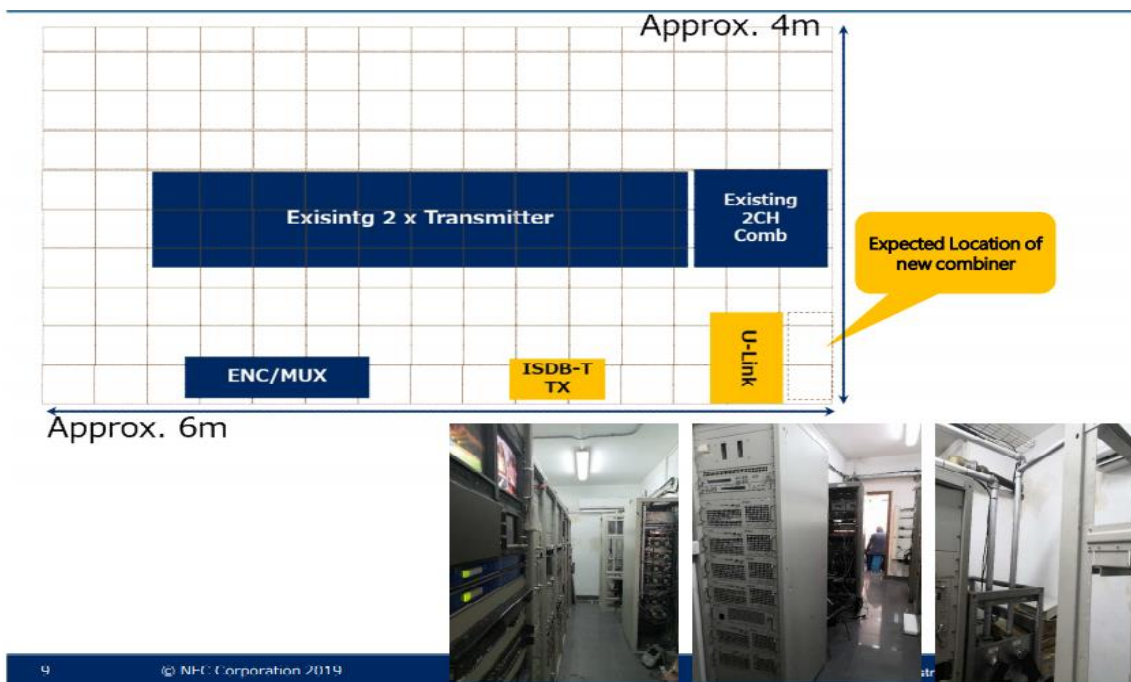 Approx. 4m
Exisintg 2 x Transmitter
Existing
2CH
Comb
Expected Location of
new combiner
U-Link
ENC/MUX
ISDB-T
TX
Approx. 6m
9
© NEC Corporation 2019